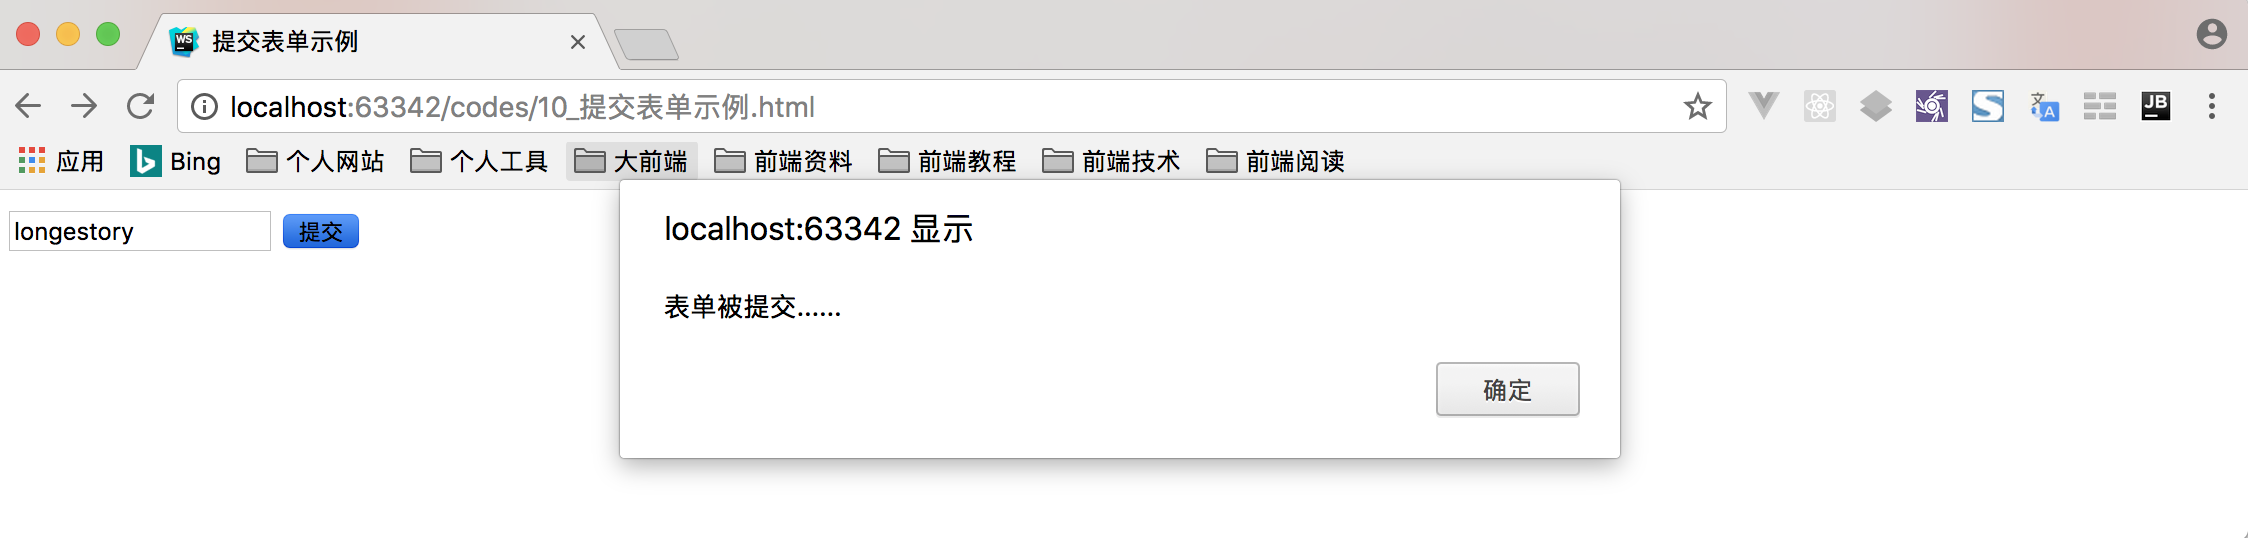 WS 提交表单示例
localhost:63342/codes/10_提交表单示例.html
文 A JB
应用 Bing 个人网站 个人工具 大前端 前端资料 前端教程 前端技术 前端阅读
localhost:63342 显示
longestory 提交
表单被提交......
确定